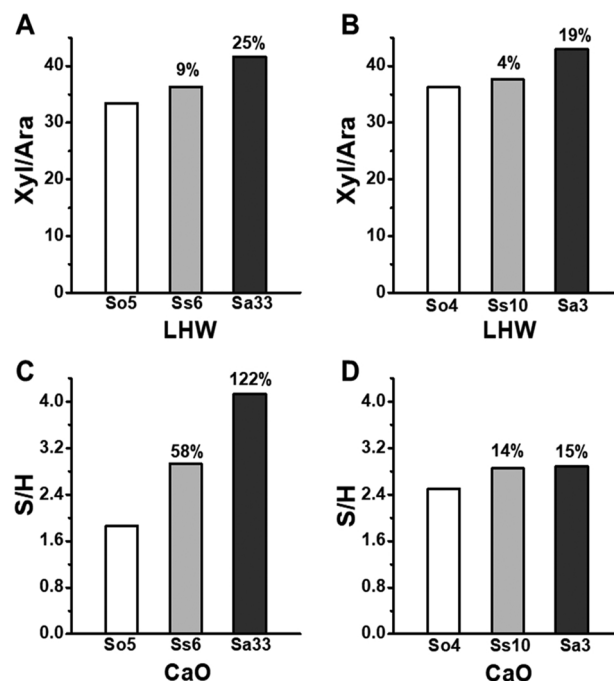 A
25%
9%
40
30
20
10
0
Xyl/Ara
So5 Ss6 Sa33
LHW
B
19%
4%
40
30
20
10
0
Xyl/Ara
So4 Ss10 Sa3
LHW
C
122%
58%
4.0
3.2
2.4
1.6
0.8
0.0
S/H
So5 Ss6 Sa33
CaO
D
14% 15%
4.0
3.2
2.4
1.6
0.8
0.0
S/H
So4 Ss10 Sa3
CaO